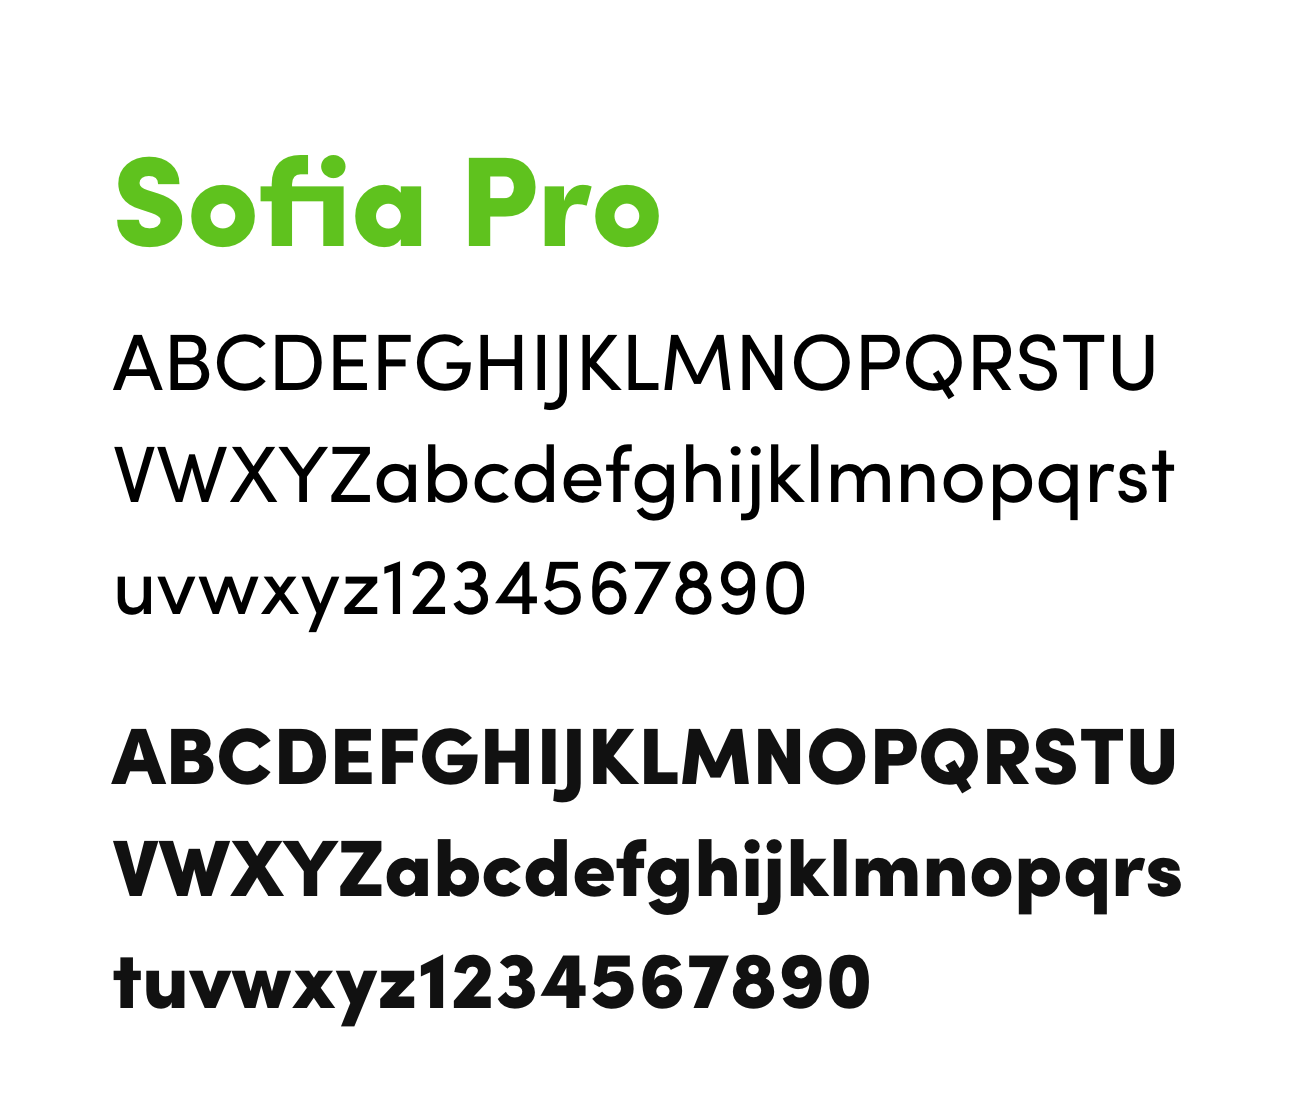 Sofia Pro
ABCDEFGHIJKLMNOPQRSTU
VWXYZabcdefghijklmnopqrst
uvwxyz1234567890
ABCDEFGHIJKLMNOPQRSTU
VWXYZabcdefghijklmnopqrs
tuvwxyz1234567890